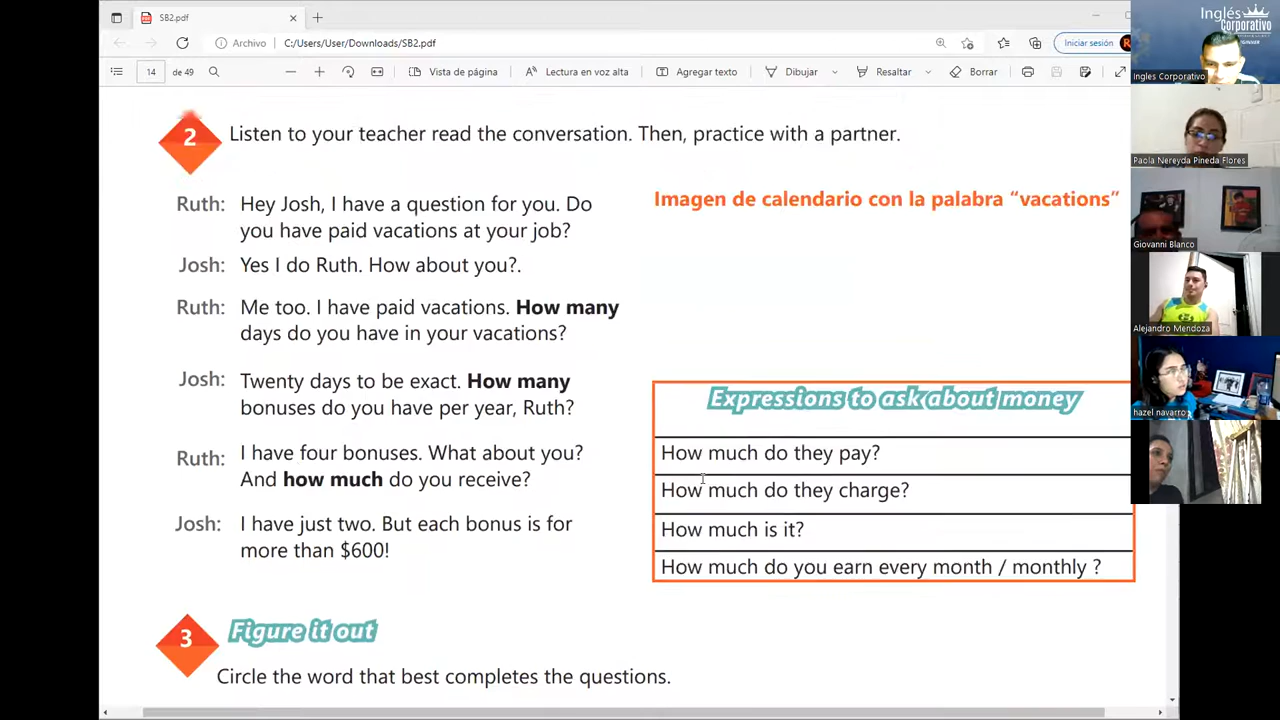 SB2.pdf
Archivo
C:/Users/User/Downloads/SB2.pdf
Iniciar sesión
R
14
de 49
Vista de página
Lectura en voz alta
Agregar texto
Dibujar
Resaltar
Borrar
2
Listen to your teacher read the conversation. Then, practice with a partner.
Ruth:
Hey Josh, I have a question for you. Do
you have paid vacations at your job?
Josh:
Yes I do Ruth. How about you?.
Ruth:
Me too. I have paid vacations. How many
days do you have in your vacations?
Josh:
Twenty days to be exact. How many
bonuses do you have per year, Ruth?
Ruth:
I have four bonuses. What about you?
And how much do you receive?
Josh:
I have just two. But each bonus is for
more than $600!
Imagen de calendario con la palabra “vacations”
Expressions to ask about money
How much do they pay?
How much do they charge?
How much is it?
How much do you earn every month / monthly ?
3
Figure it out
Circle the word that best completes the questions.
Inglés
Corporativo
Ingles Corporativo
Paola Nereyda Pineda Flores
Giovanni Blanco
Alejandro Mendoza
hazel navarro